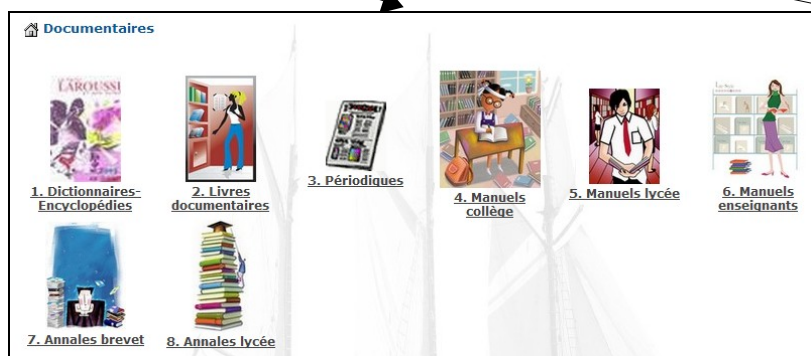 Documentaires
LAROUSSE
1. Dictionnaires-
Encyclopédies
2. Livres
documentaires
3. Périodiques
4. Manuels
collège
5. Manuels lycée
6. Manuels
enseignants
7. Annales brevet
8. Annales lycée